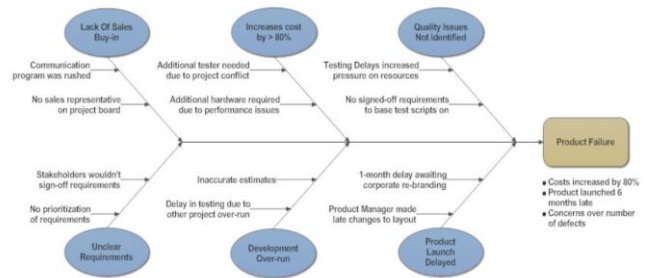 Lack Of Sales
Buy-in
Increases cost
by > 80%
Quality Issues
Not Identified
Communication
program was rushed
Additional tester needed
due to project conflict
Testing Delays increased
pressure on resources
No sales representative
on project board
Additional hardware required
due to performance issues
No signed-off requirements
to base test scripts on
Product Failure
Stakeholders wouldn't
sign-off requirements
Inaccurate estimates
1-month delay awaiting
corporate re-branding
No prioritization
of requirements
Delay in testing due to
other project over-run
Product Manager made
late changes to layout
Costs increased by 80%
Product launched 6
months late
Concerns over number
of defects
Unclear
Requirements
Development
Over-run
Product
Launch
Delayed